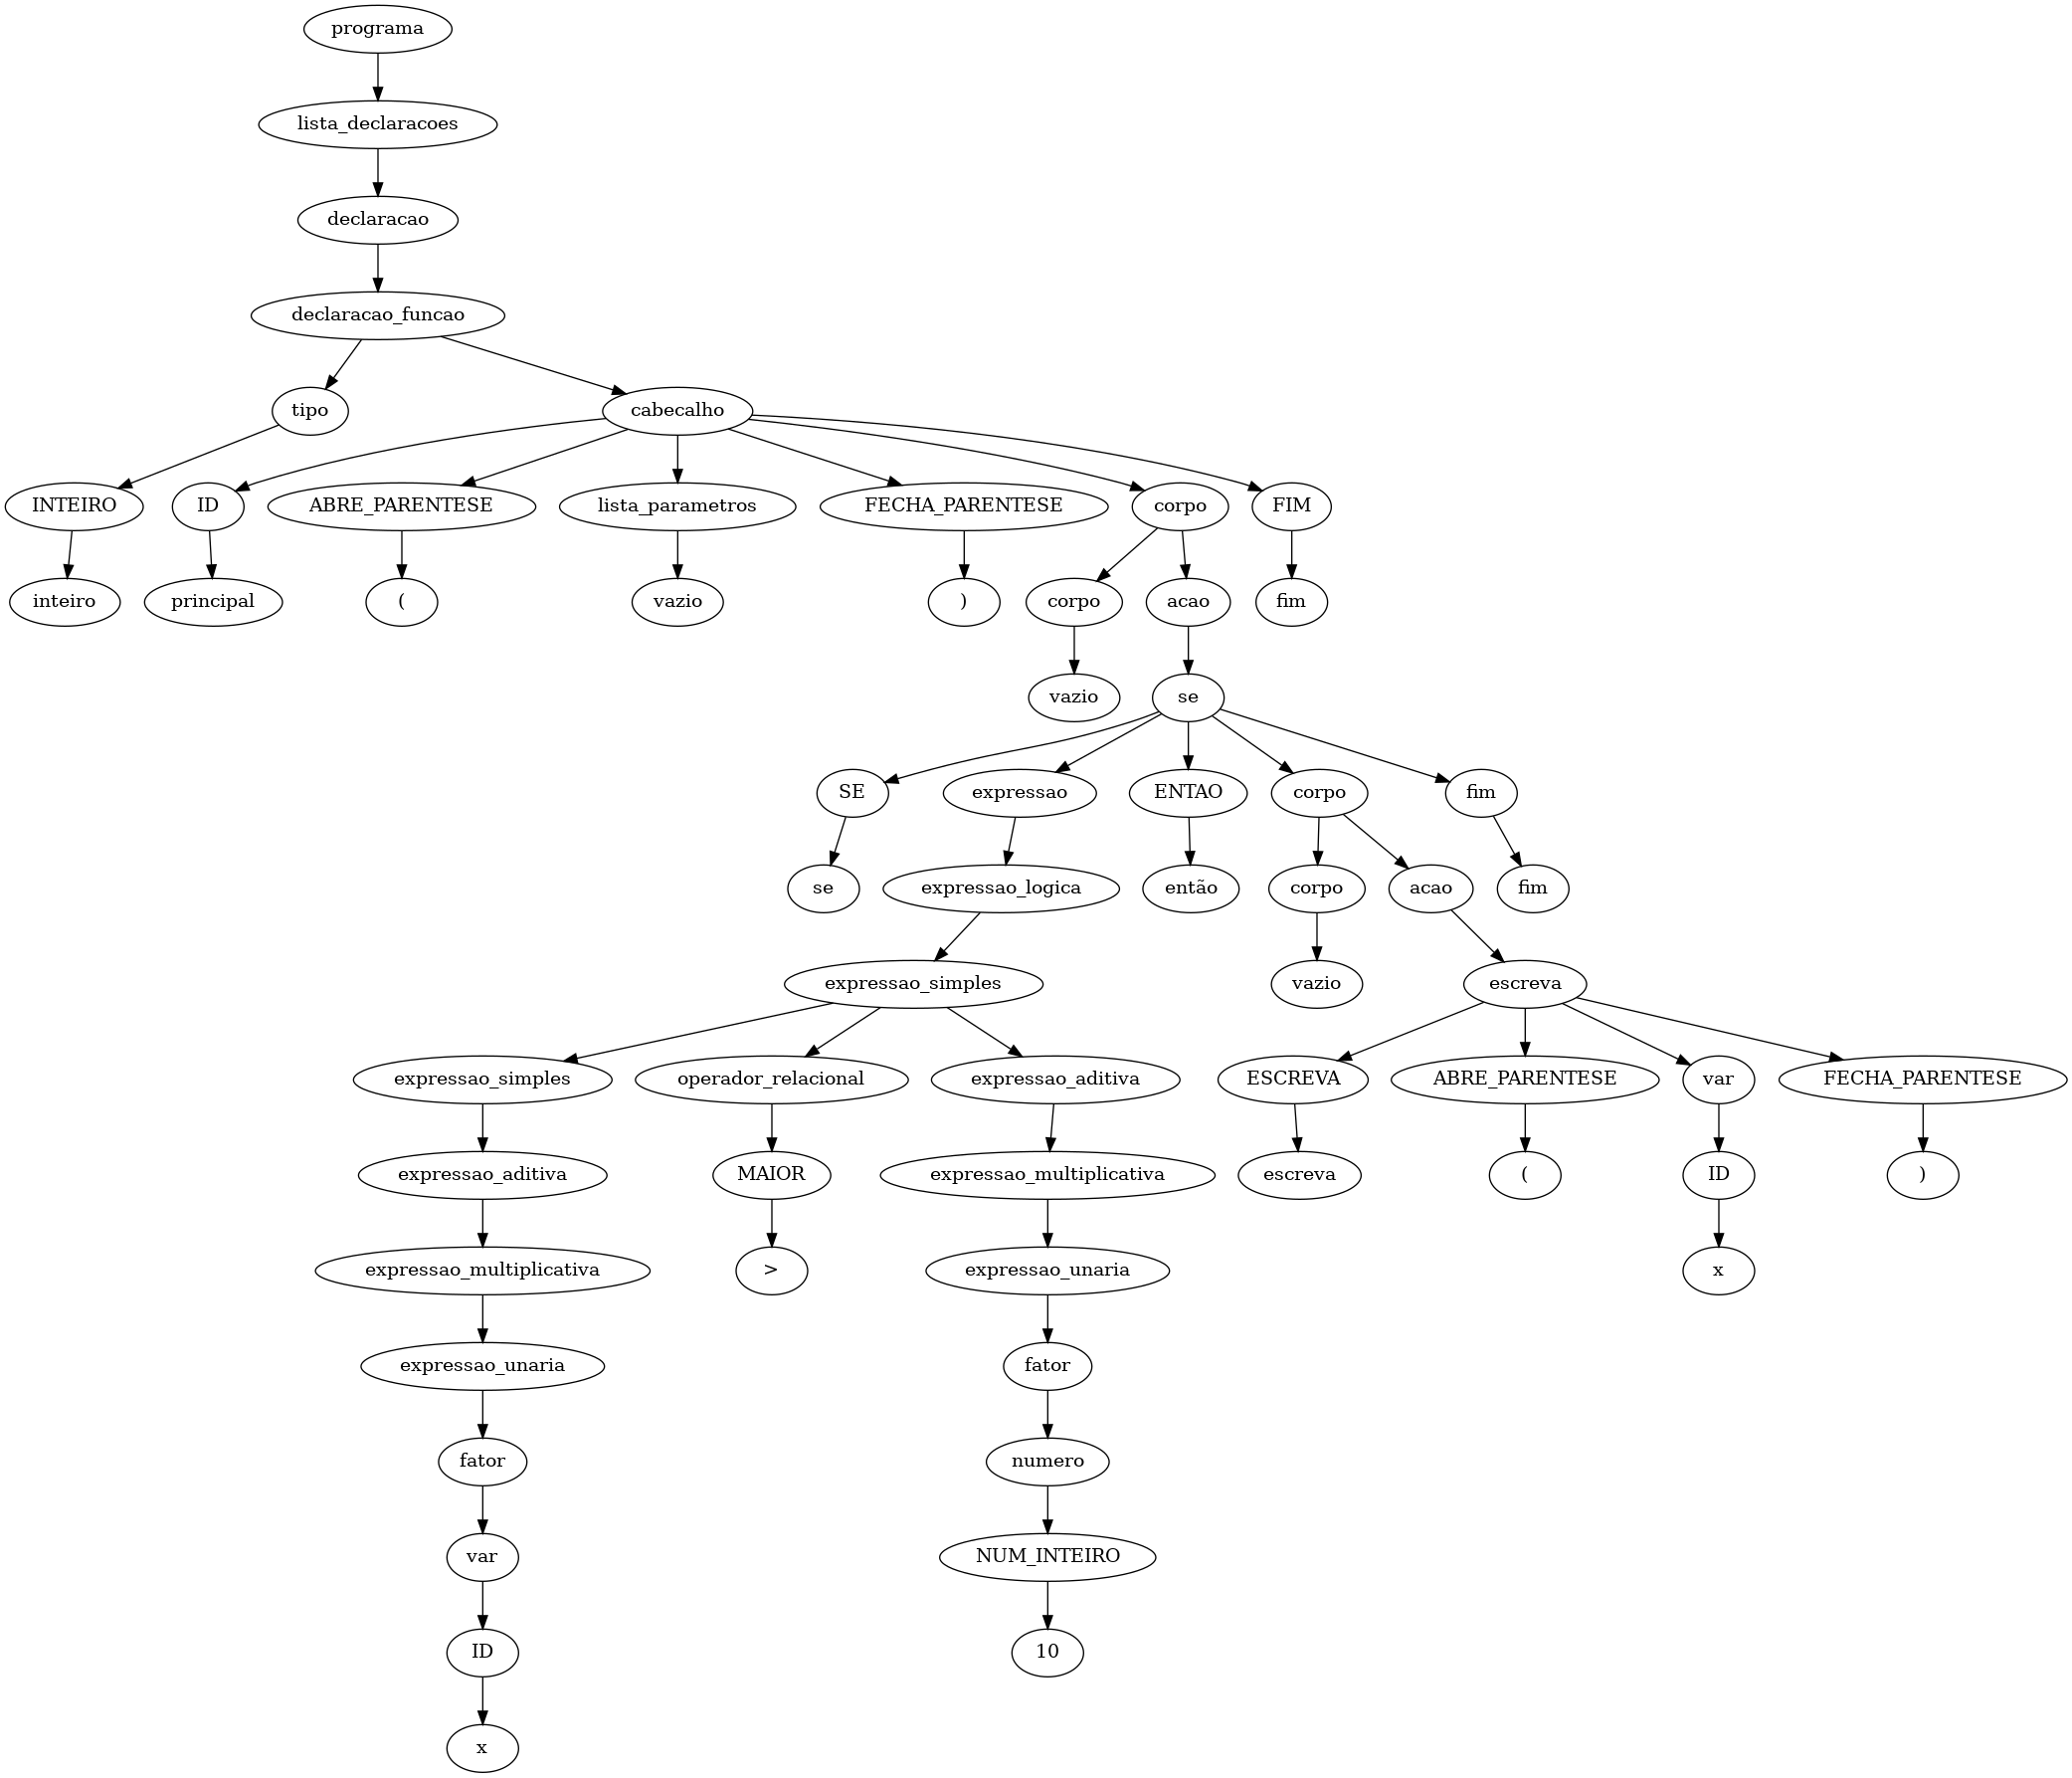 programa
lista_declaracoes
declaracao
declaracao_funcao
tipo cabecalho
INTEIRO ID ABRE_PARENTESE lista_parametros FECHA_PARENTESE corpo FIM
inteiro principal ( vazio ) corpo acao fim
vazio se
SE expressao ENTAO corpo fim
se expressao_logica então corpo acao fim
expressao_simples vazio escreva
expressao_simples operador_relacional expressao_aditiva ESCREVA ABRE_PARENTESE var FECHA_PARENTESE
expressao_aditiva MAIOR expressao_multiplicativa escreva ( ID )
expressao_multiplicativa > expressao_unaria x
expressao_unaria fator
fator numero
var NUM_INTEIRO
ID 10
x